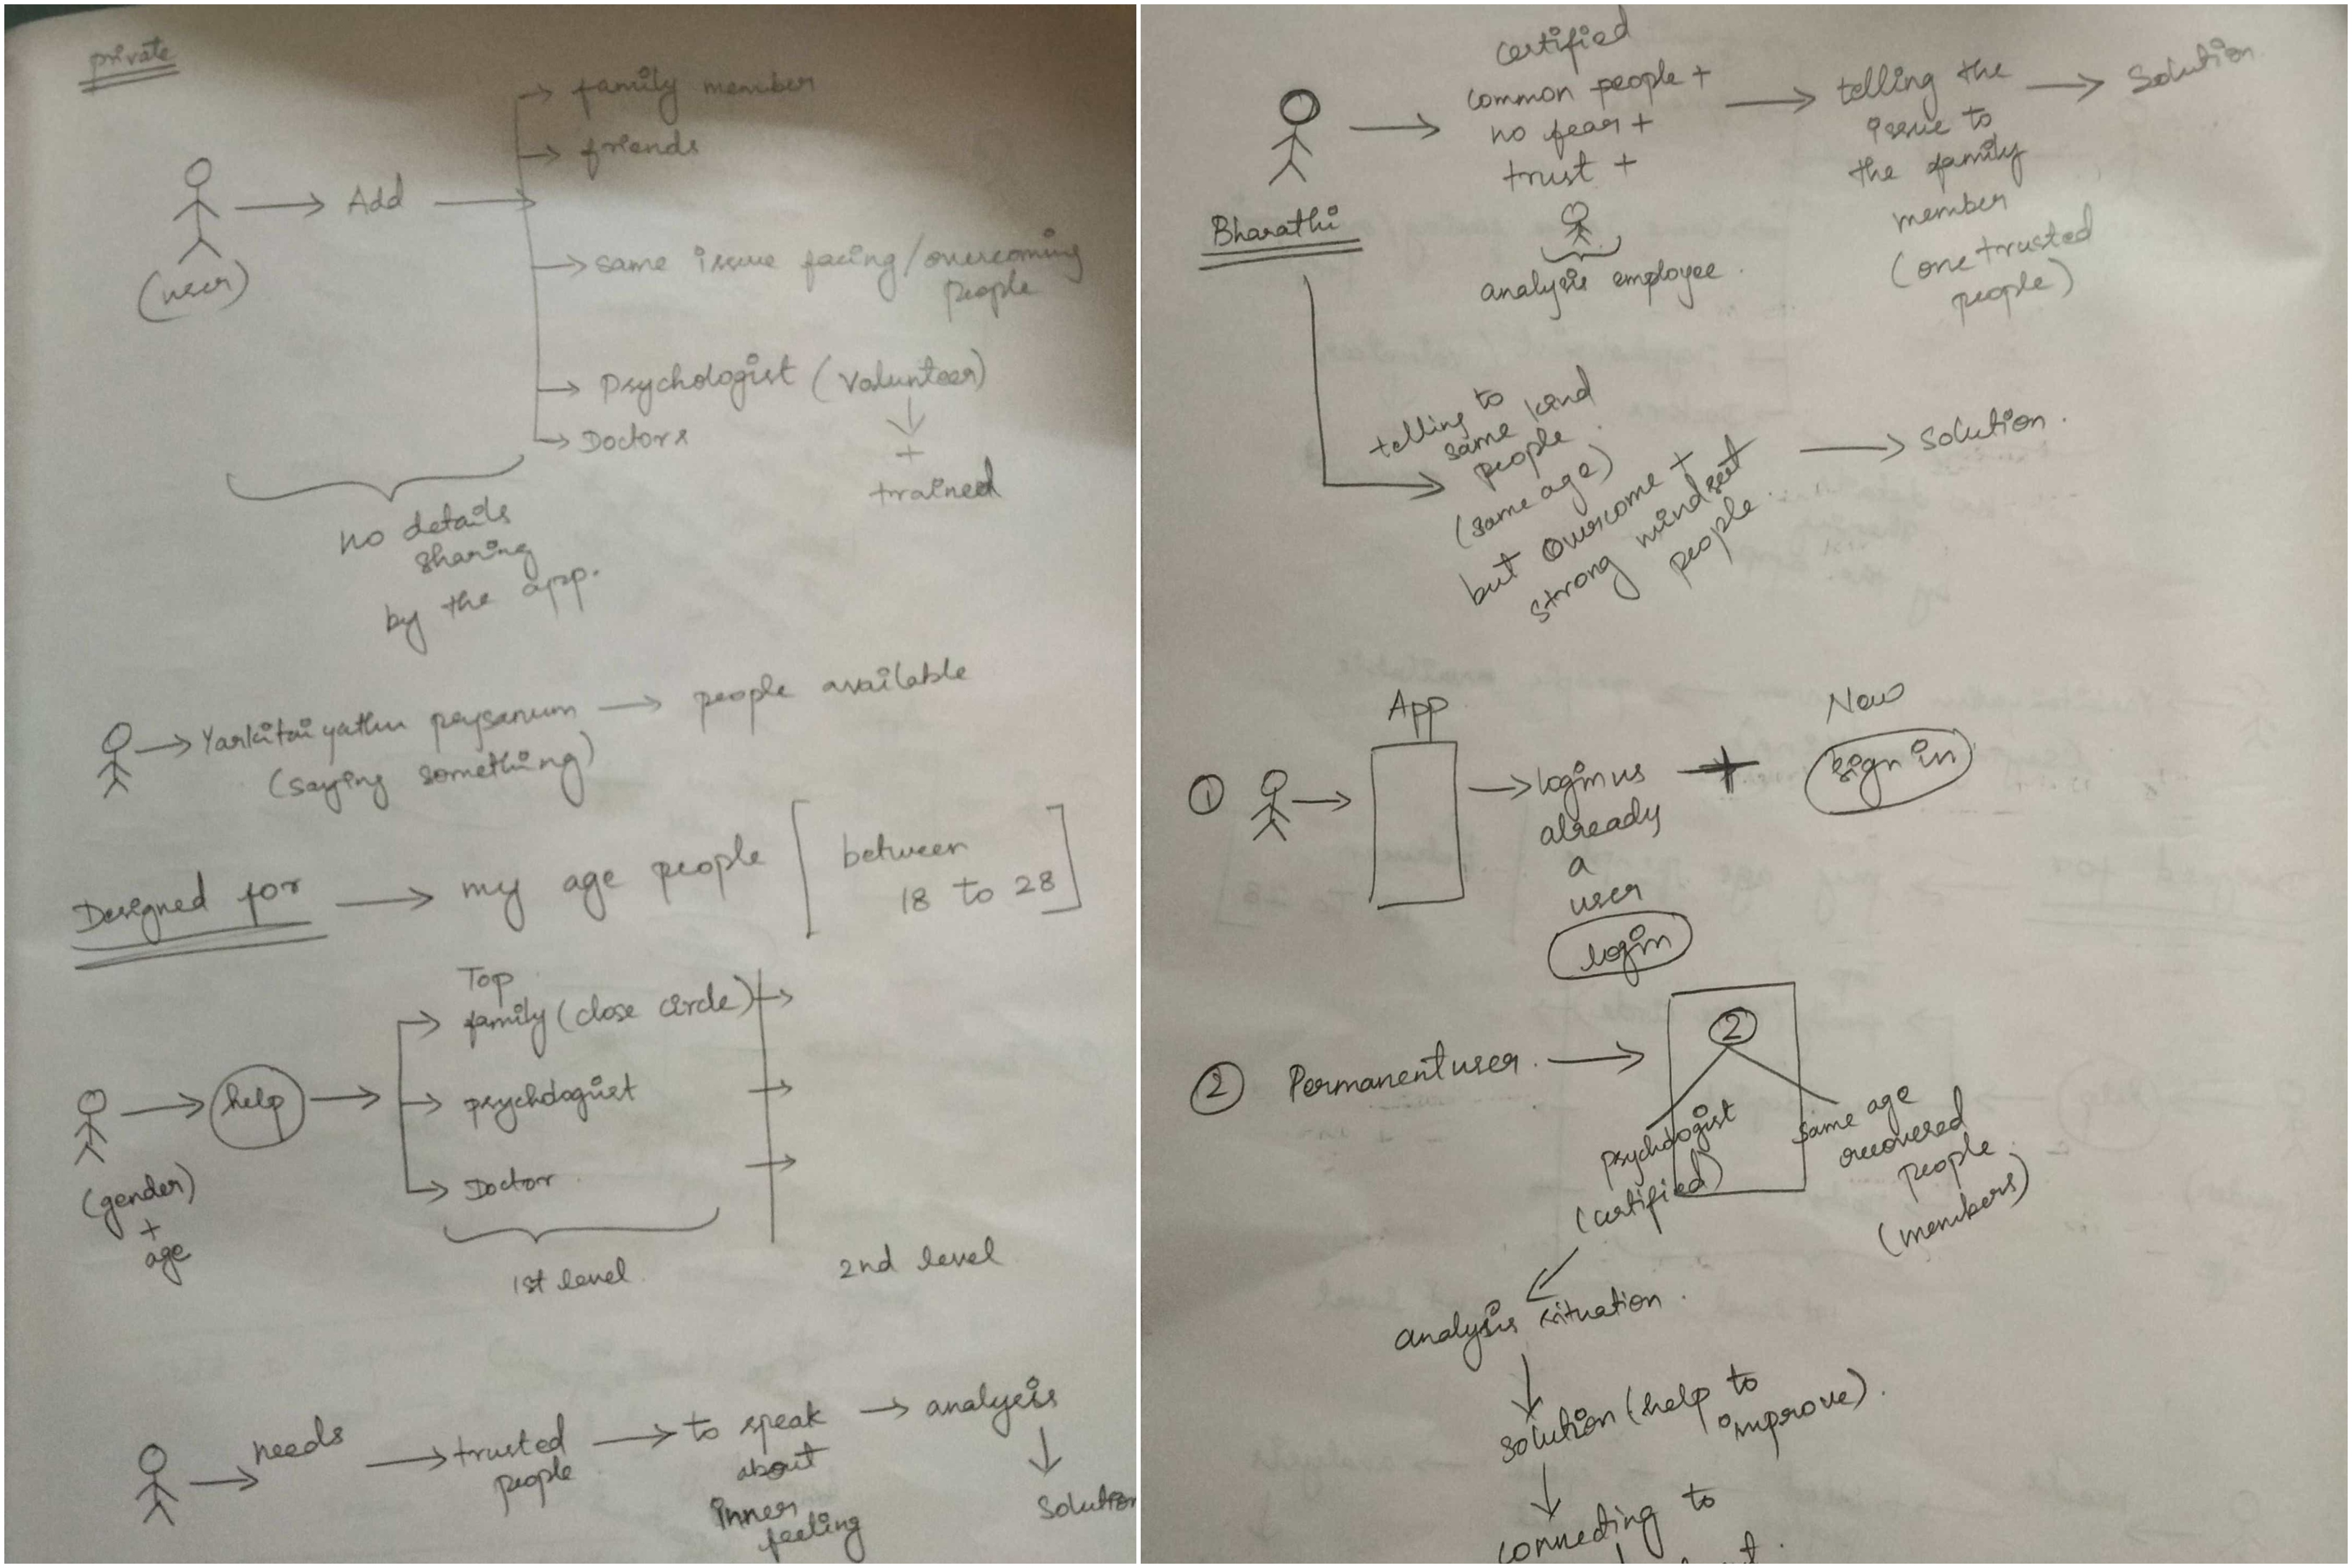 private
family member
friends
Add
(user)
same issue facing/overcoming
people
Psychologist (Volunteer)
+
trained
Doctors
no details
sharing
by the app.
Yarkitaiyathu peysanum
(saying something)
people available
Designed for
my age people
between
18 to 28
Top
family (close circle)
help
psychologist
Doctor
(gender)
+
age
1st level
2nd level
needs
trusted
people
to speak
about
inner
feeling
analysis
Solution
Certified
common people +
no fear +
trust +
analysis employee.
Bharathi
telling the
issue to
the family
member
(one trusted
people)
Solution
telling to
same kind
people
(same age)
but overcome +
strong mindset
people.
solution.
1
App
login us
already
a
user
login
New
sign in
2 Permanent user.
2
psychologist
(certified)
same age
recovered
people
(members)
analysis situation.
solution (help to
improve).
connecting to